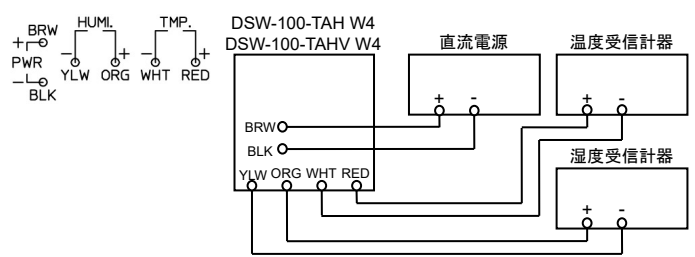 BRW
+
PWR
−
BLK
HUMI.
− +
YLW ORG
TMP.
− +
WHT RED
DSW-100-TAH W4
DSW-100-TAHV W4
BRW
BLK
YLW ORG WHT RED
直流電源
+ -
温度受信計器
+ -
湿度受信計器
+ -